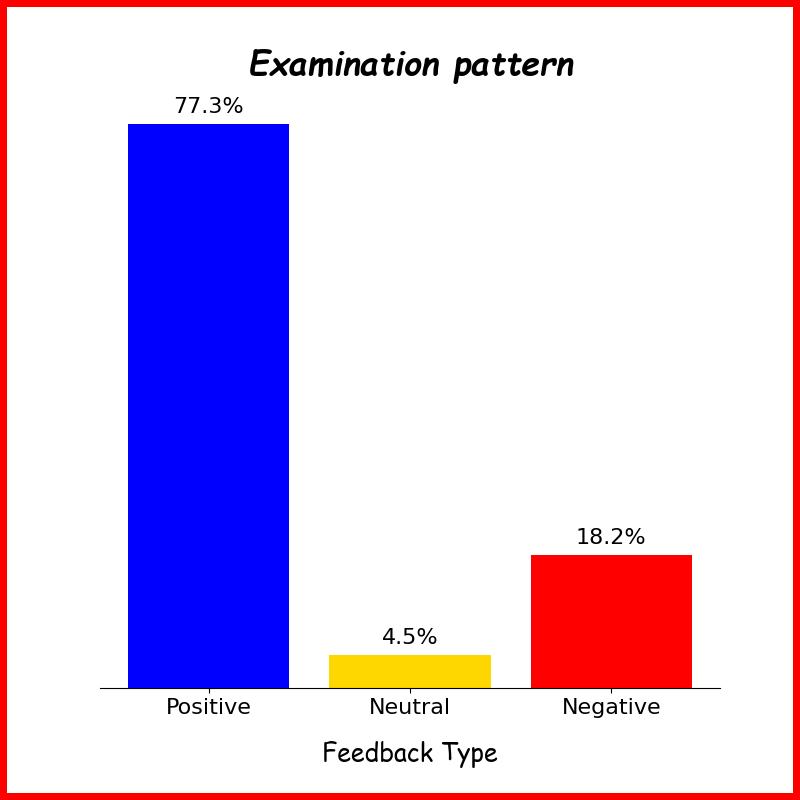 Examination pattern
77.3%
18.2%
4.5%
Positive Neutral Negative
Feedback Type